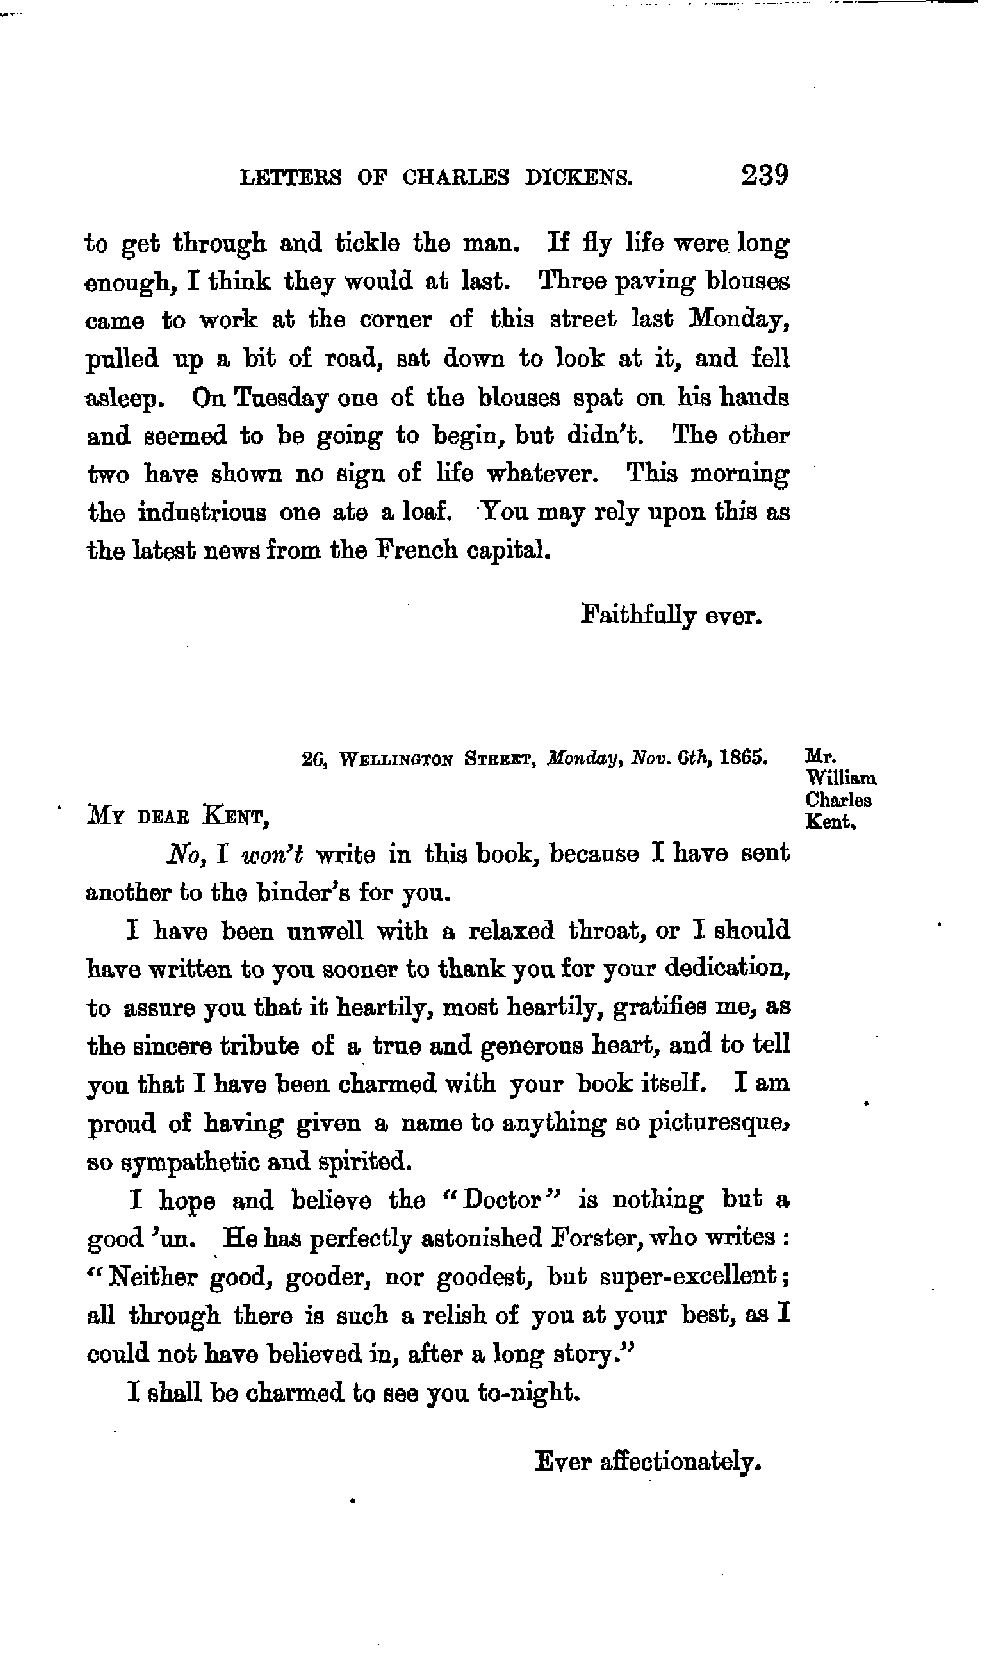 LETTERS OF CHARLES DICKENS. 239
to get through and tickle the man. If fly life were long
enough, I think they would at last. Three paving blouses
came to work at the corner of this street last Monday,
pulled up a bit of road, sat down to look at it, and fell
asleep. On Tuesday one of the blouses spat on his hands
and seemed to be going to begin, but didn't. The other
two have shown no sign of life whatever. This morning
the industrious one ate a loaf. You may rely upon this as
the latest news from the French capital.
Faithfully ever.
26, Wellington Street, Monday, Nov. 6th, 1865.
Mr.
William
Charles
Kent.
My dear Kent,
No, I won't write in this book, because I have sent
another to the binder's for you.
I have been unwell with a relaxed throat, or I should
have written to you sooner to thank you for your dedication,
to assure you that it heartily, most heartily, gratifies me, as
the sincere tribute of a true and generous heart, and to tell
you that I have been charmed with your book itself. I am
proud of having given a name to anything so picturesque,
so sympathetic and spirited.
I hope and believe the "Doctor" is nothing but a
good 'un. He has perfectly astonished Forster, who writes :
"Neither good, gooder, nor goodest, but super-excellent;
all through there is such a relish of you at your best, as I
could not have believed in, after a long story."
I shall be charmed to see you to-night.
Ever affectionately.